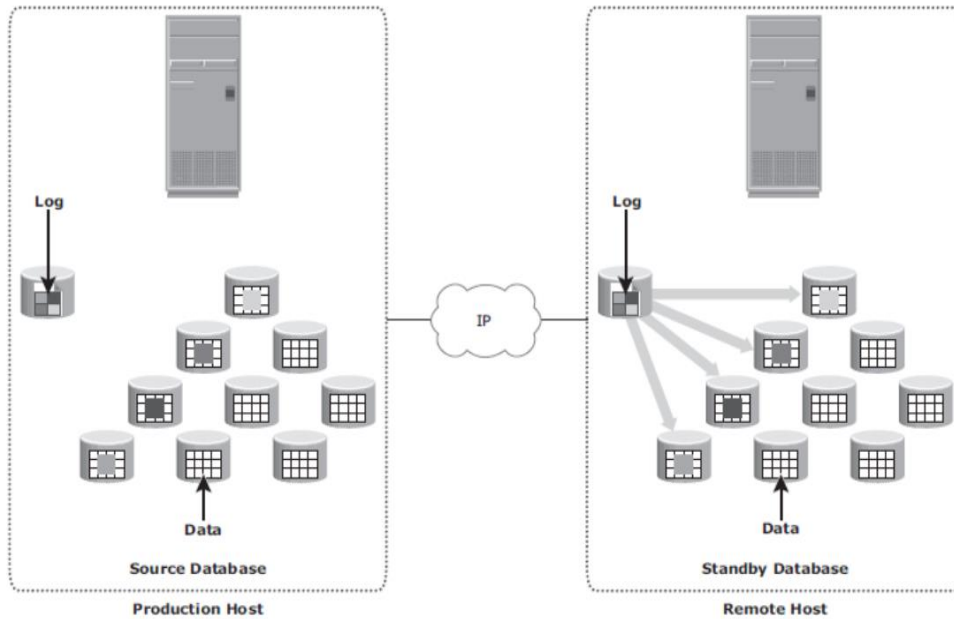 Log
Data
Source Database
Production Host
IP
Log
Data
Standby Database
Remote Host